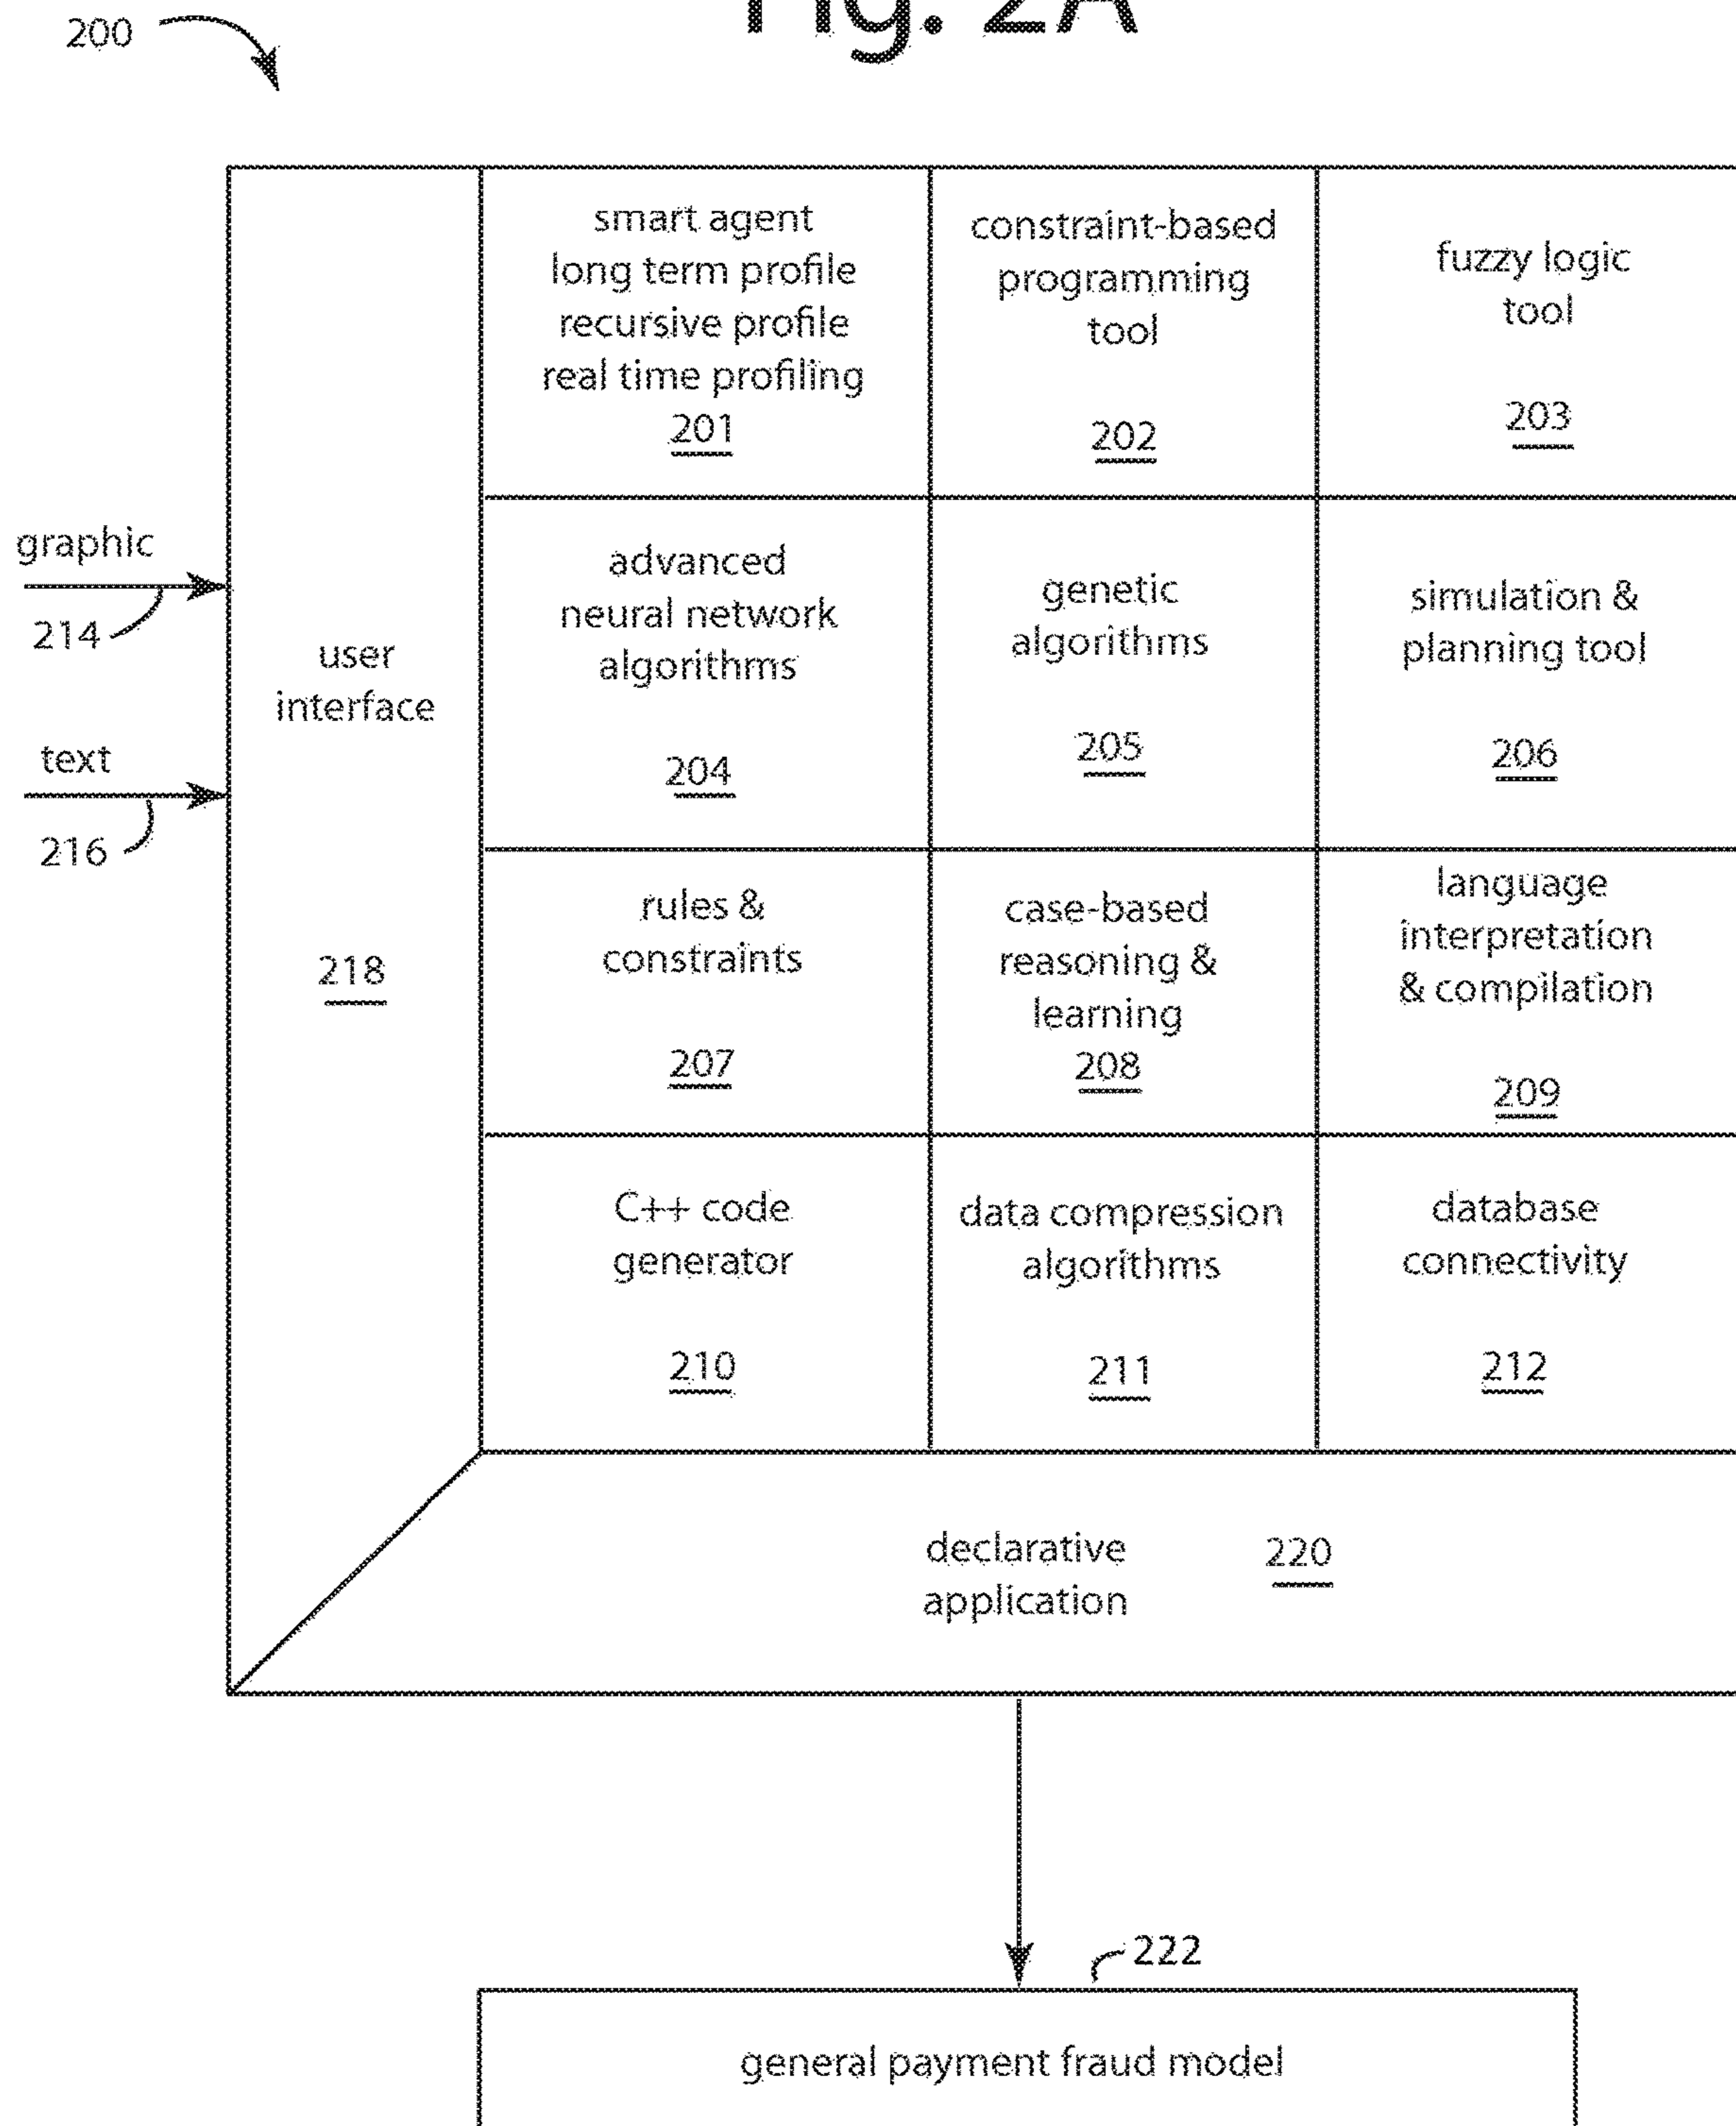 Fig. 2A
200
smart agent
long term profile
recursive profile
real time profiling
201
constraint-based
programming
tool
202
fuzzy logic
tool
203
graphic
214
text
216
user
interface
218
advanced
neural network
algorithms
204
genetic
algorithms
205
simulation &
planning tool
206
rules &
constraints
207
case-based
reasoning &
learning
208
language
interpretation
& compilation
209
C++ code
generator
210
data compression
algorithms
211
database
connectivity
212
declarative
application
220
222
general payment fraud model